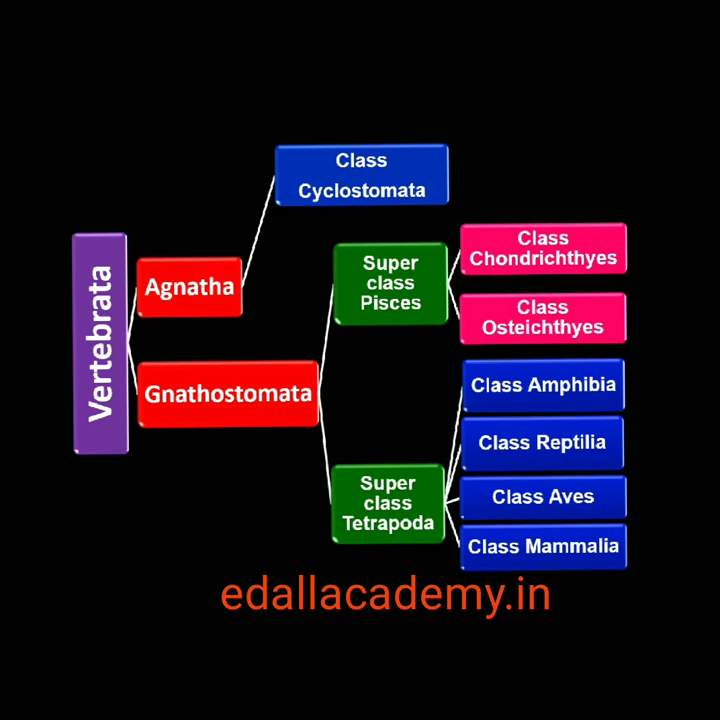 Vertebrata
Agnatha
Class
Cyclostomata
Gnathostomata
Super
class
Pisces
Class
Chondrichthyes
Class
Osteichthyes
Super
class
Tetrapoda
Class Amphibia
Class Reptilia
Class Aves
Class Mammalia
edallacademy.in